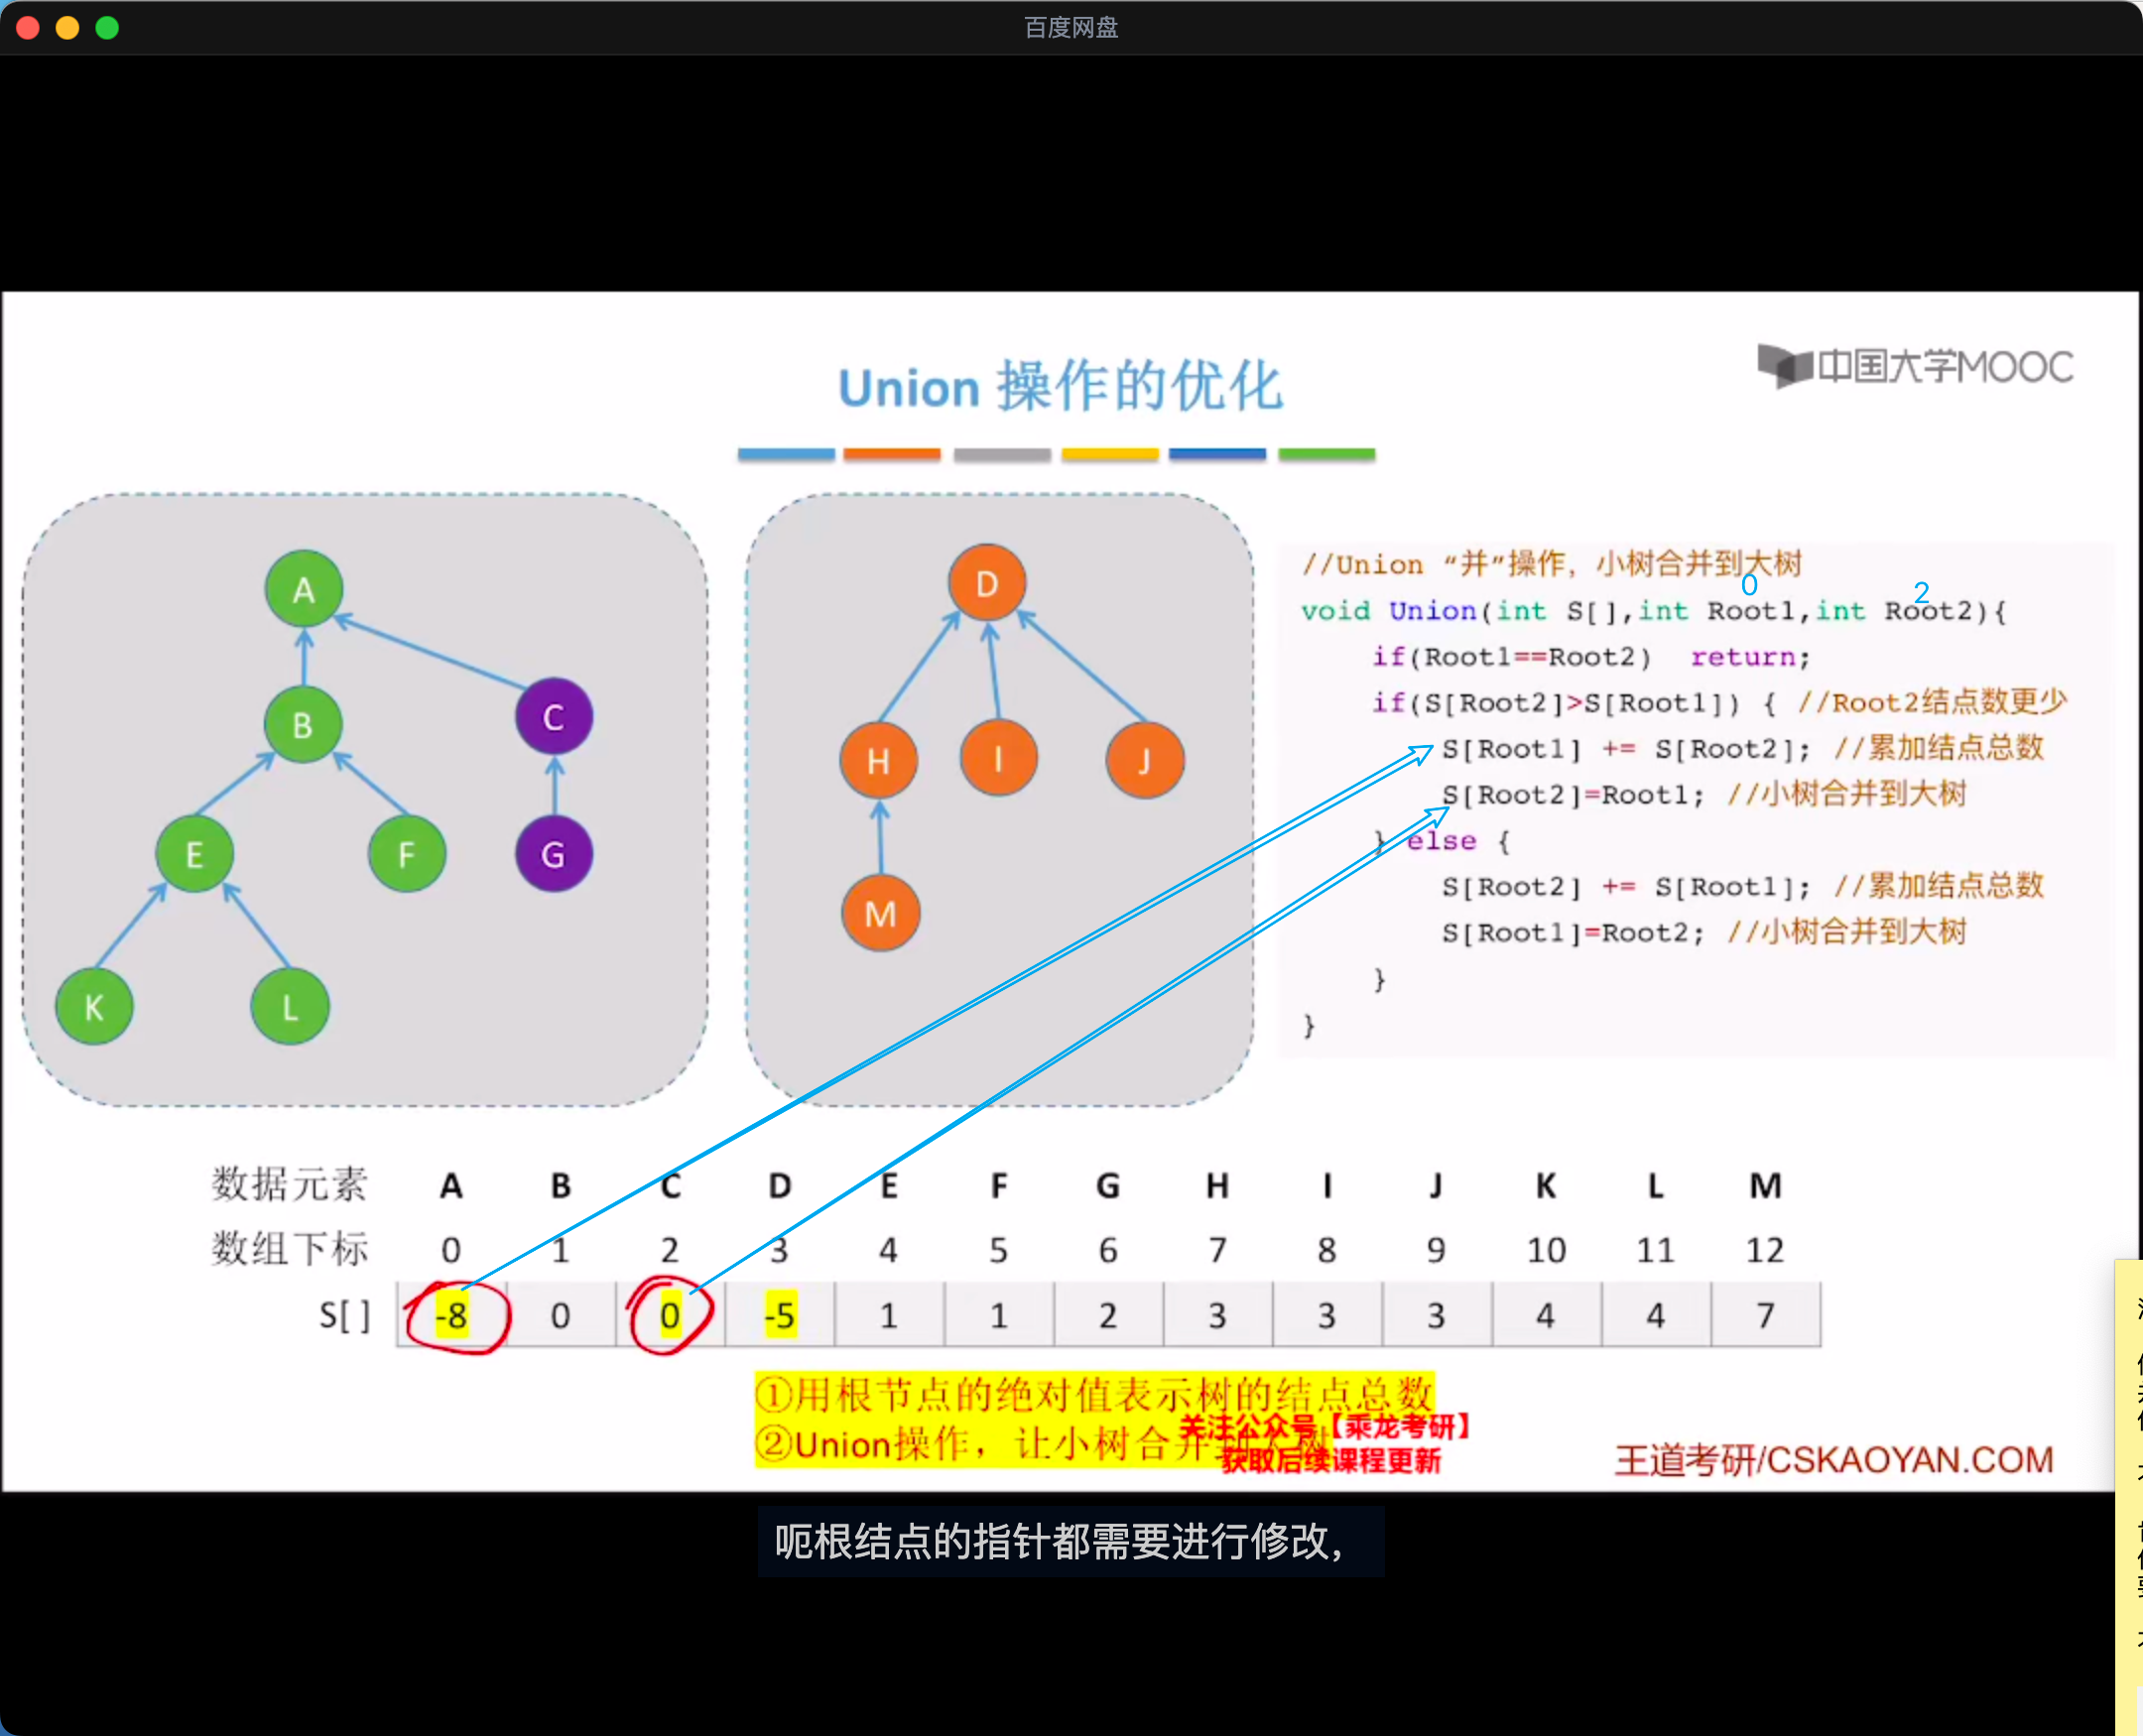 百度网盘
中国大学MOOC
Union 操作的优化
A
B
C
E
F
G
K
L
D
H
I
J
M
//Union “并”操作，小树合并到大树
0
2
void Union(int S[],int Root1,int Root2){
if(Root1==Root2) return;
if(S[Root2]>S[Root1]) { //Root2结点数更少
S[Root1] += S[Root2]; //累加结点总数
S[Root2]=Root1; //小树合并到大树
} else {
S[Root2] += S[Root1]; //累加结点总数
S[Root1]=Root2; //小树合并到大树
}
}
数据元素 A B C D E F G H I J K L M
数组下标 0 1 2 3 4 5 6 7 8 9 10 11 12
S[ ] -8 0 0 -5 1 1 2 3 3 3 4 4 7
①用根节点的绝对值表示树的结点总数
②Union操作，让小树合并到大树
关注公众号【乘龙考研】
获取后续课程更新
王道考研/CSKAOYAN.COM
呃根结点的指针都需要进行修改,